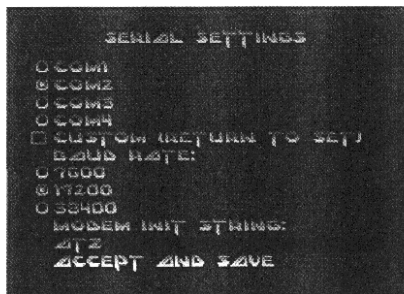 SERIAL SETTINGS
COM1
COM2
COM3
COM4
CUSTOM (RETURN TO SET)
BAUD RATE:
9600
19200
38400
MODEM INIT STRING:
ATZ
ACCEPT AND SAVE